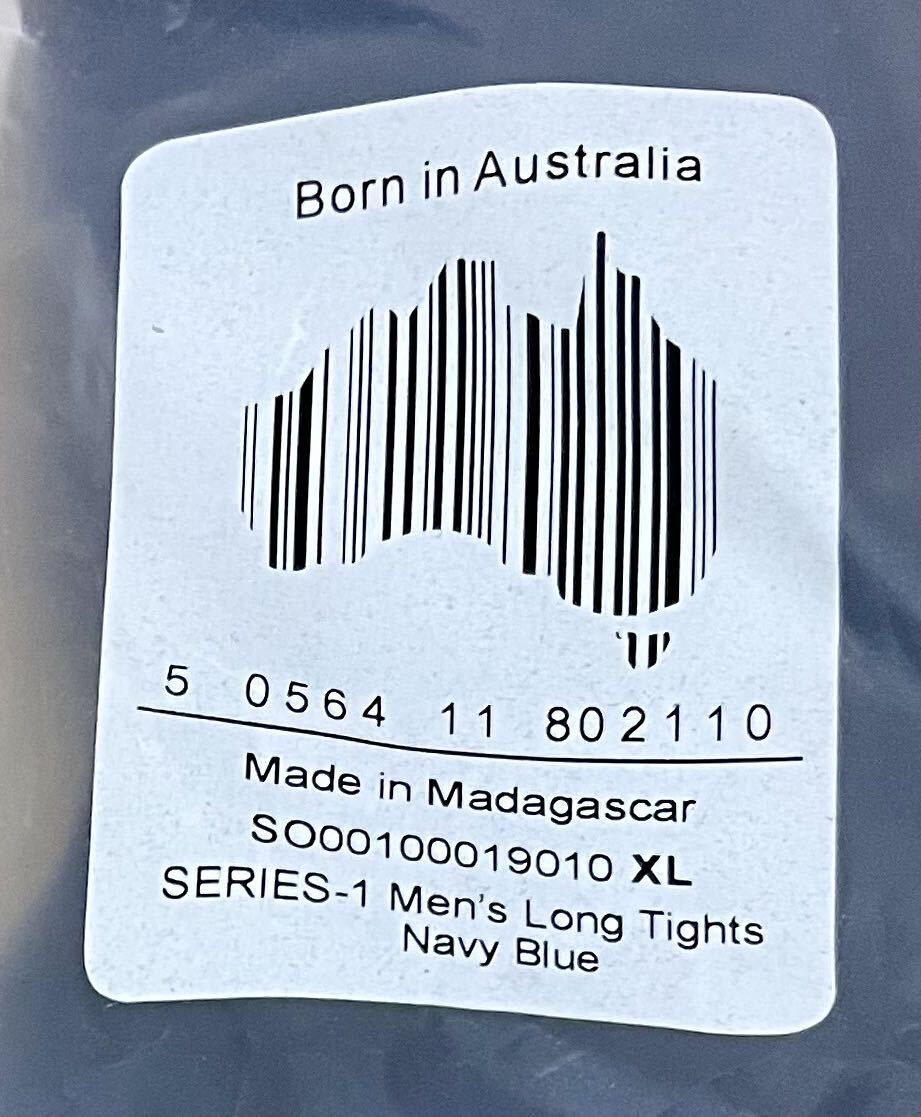 Born in Australia
5 0564 11 802110
Made in Madagascar
SO00100019010 XL
SERIES-1 Men's Long Tights
Navy Blue